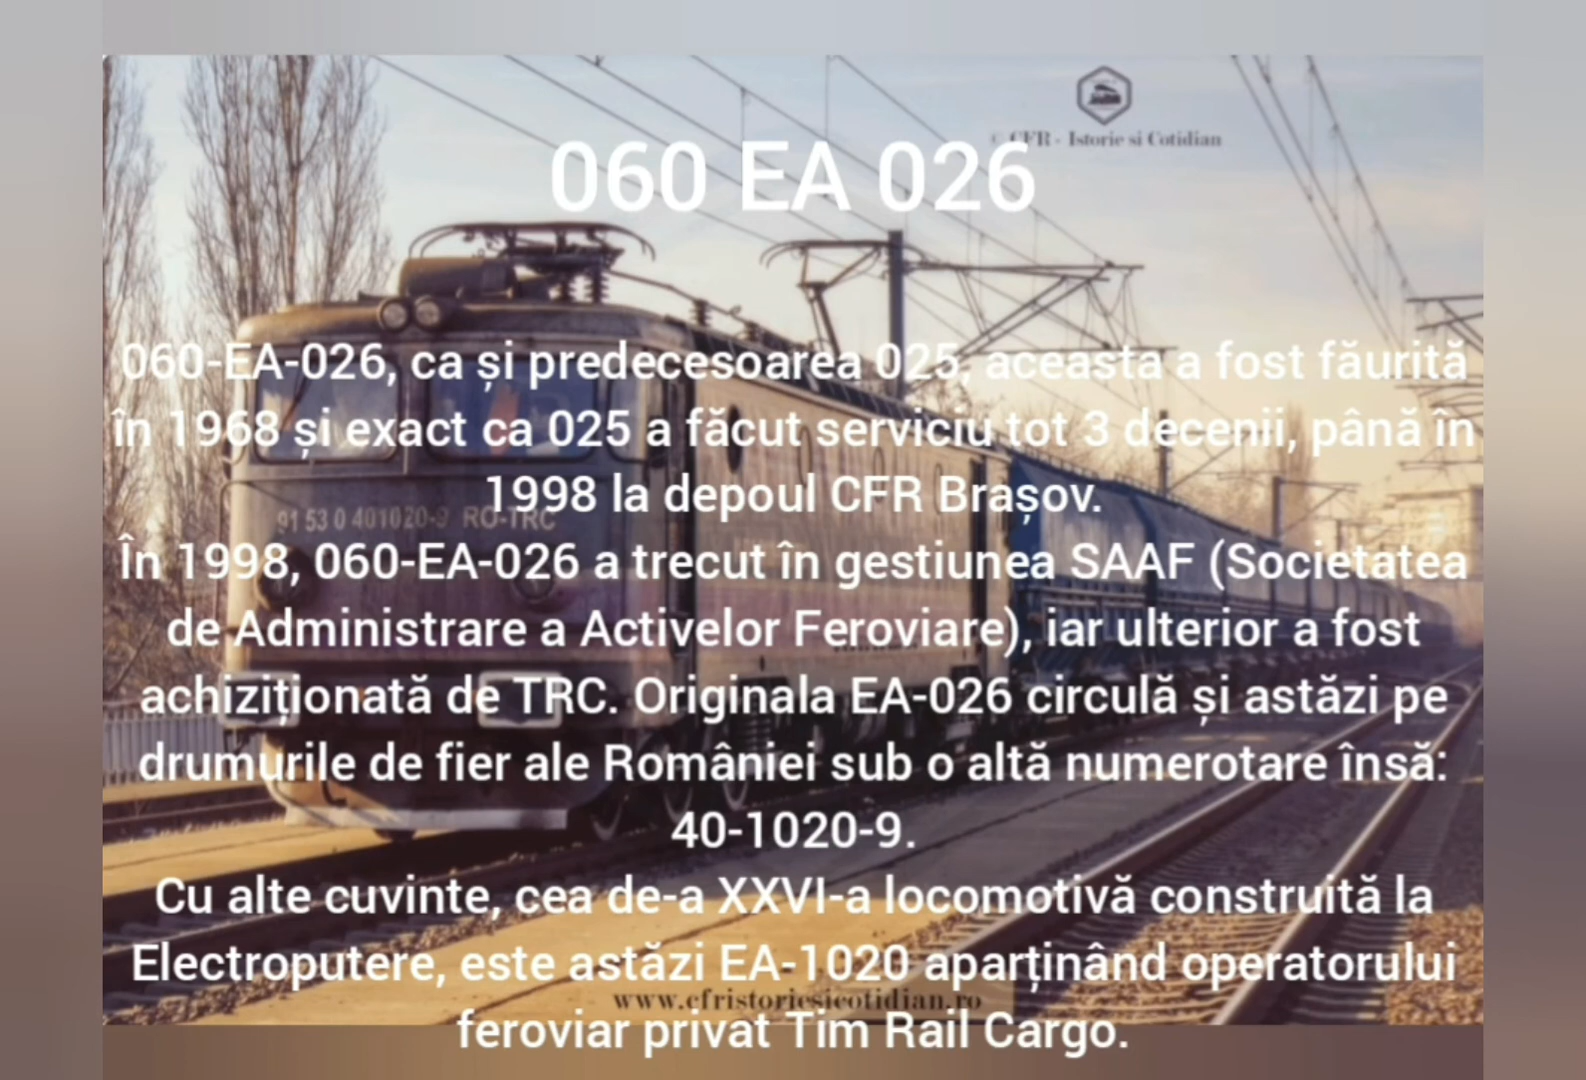 © CFR - Istorie si Cotidian
060 EA 026
060-EA-026, ca și predecesoarea 025, aceasta a fost făurită
în 1968 și exact ca 025 a făcut serviciu tot 3 decenii, până în
1998 la depoul CFR Brașov.
91 53 0 401020-9 RO-TRC
În 1998, 060-EA-026 a trecut în gestiunea SAAF (Societatea
de Administrare a Activelor Feroviare), iar ulterior a fost
achiziționată de TRC. Originala EA-026 circulă și astăzi pe
drumurile de fier ale României sub o altă numerotare însă:
40-1020-9.
Cu alte cuvinte, cea de-a XXVI-a locomotivă construită la
Electroputere, este astăzi EA-1020 aparținând operatorului
www.cfristoriesicotidian.ro
feroviar privat Tim Rail Cargo.